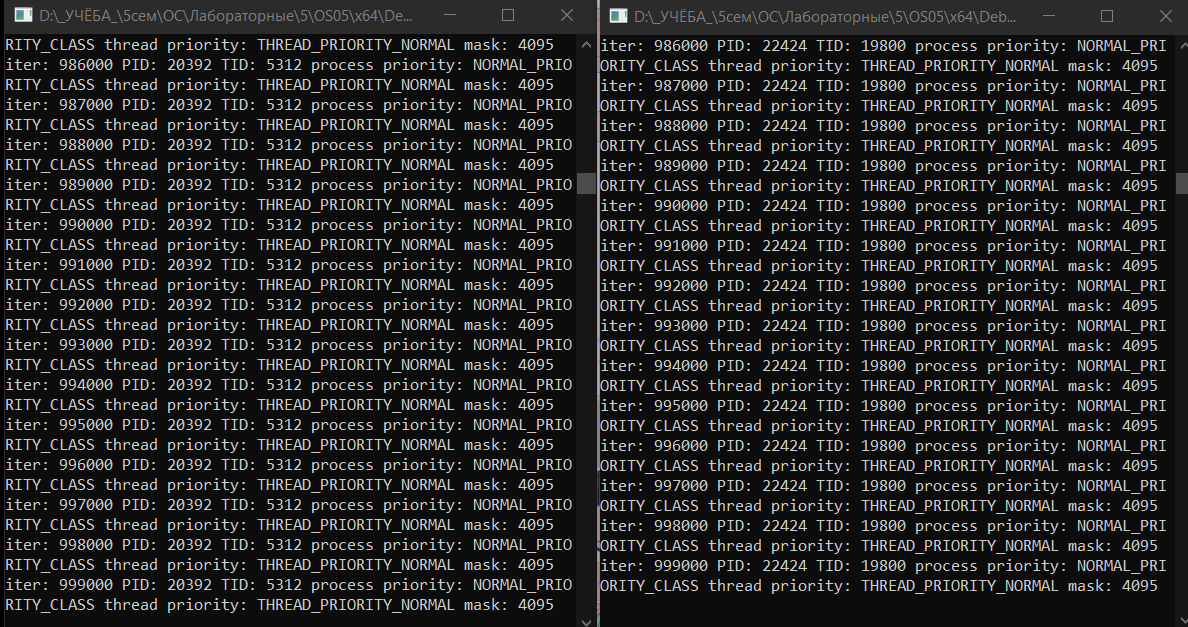 D:\_УЧЁБА_\5сем\ОС\Лабораторные\5\OS05\x64\De...
RITY_CLASS thread priority: THREAD_PRIORITY_NORMAL mask: 4095
iter: 986000 PID: 20392 TID: 5312 process priority: NORMAL_PRIO
RITY_CLASS thread priority: THREAD_PRIORITY_NORMAL mask: 4095
iter: 987000 PID: 20392 TID: 5312 process priority: NORMAL_PRIO
RITY_CLASS thread priority: THREAD_PRIORITY_NORMAL mask: 4095
iter: 988000 PID: 20392 TID: 5312 process priority: NORMAL_PRIO
RITY_CLASS thread priority: THREAD_PRIORITY_NORMAL mask: 4095
iter: 989000 PID: 20392 TID: 5312 process priority: NORMAL_PRIO
RITY_CLASS thread priority: THREAD_PRIORITY_NORMAL mask: 4095
iter: 990000 PID: 20392 TID: 5312 process priority: NORMAL_PRIO
RITY_CLASS thread priority: THREAD_PRIORITY_NORMAL mask: 4095
iter: 991000 PID: 20392 TID: 5312 process priority: NORMAL_PRIO
RITY_CLASS thread priority: THREAD_PRIORITY_NORMAL mask: 4095
iter: 992000 PID: 20392 TID: 5312 process priority: NORMAL_PRIO
RITY_CLASS thread priority: THREAD_PRIORITY_NORMAL mask: 4095
iter: 993000 PID: 20392 TID: 5312 process priority: NORMAL_PRIO
RITY_CLASS thread priority: THREAD_PRIORITY_NORMAL mask: 4095
iter: 994000 PID: 20392 TID: 5312 process priority: NORMAL_PRIO
RITY_CLASS thread priority: THREAD_PRIORITY_NORMAL mask: 4095
iter: 995000 PID: 20392 TID: 5312 process priority: NORMAL_PRIO
RITY_CLASS thread priority: THREAD_PRIORITY_NORMAL mask: 4095
iter: 996000 PID: 20392 TID: 5312 process priority: NORMAL_PRIO
RITY_CLASS thread priority: THREAD_PRIORITY_NORMAL mask: 4095
iter: 997000 PID: 20392 TID: 5312 process priority: NORMAL_PRIO
RITY_CLASS thread priority: THREAD_PRIORITY_NORMAL mask: 4095
iter: 998000 PID: 20392 TID: 5312 process priority: NORMAL_PRIO
RITY_CLASS thread priority: THREAD_PRIORITY_NORMAL mask: 4095
iter: 999000 PID: 20392 TID: 5312 process priority: NORMAL_PRIO
RITY_CLASS thread priority: THREAD_PRIORITY_NORMAL mask: 4095
D:\_УЧЁБА_\5сем\ОС\Лабораторные\5\OS05\x64\Deb...
iter: 986000 PID: 22424 TID: 19800 process priority: NORMAL_PRI
ORITY_CLASS thread priority: THREAD_PRIORITY_NORMAL mask: 4095
iter: 987000 PID: 22424 TID: 19800 process priority: NORMAL_PRI
ORITY_CLASS thread priority: THREAD_PRIORITY_NORMAL mask: 4095
iter: 988000 PID: 22424 TID: 19800 process priority: NORMAL_PRI
ORITY_CLASS thread priority: THREAD_PRIORITY_NORMAL mask: 4095
iter: 989000 PID: 22424 TID: 19800 process priority: NORMAL_PRI
ORITY_CLASS thread priority: THREAD_PRIORITY_NORMAL mask: 4095
iter: 990000 PID: 22424 TID: 19800 process priority: NORMAL_PRI
ORITY_CLASS thread priority: THREAD_PRIORITY_NORMAL mask: 4095
iter: 991000 PID: 22424 TID: 19800 process priority: NORMAL_PRI
ORITY_CLASS thread priority: THREAD_PRIORITY_NORMAL mask: 4095
iter: 992000 PID: 22424 TID: 19800 process priority: NORMAL_PRI
ORITY_CLASS thread priority: THREAD_PRIORITY_NORMAL mask: 4095
iter: 993000 PID: 22424 TID: 19800 process priority: NORMAL_PRI
ORITY_CLASS thread priority: THREAD_PRIORITY_NORMAL mask: 4095
iter: 994000 PID: 22424 TID: 19800 process priority: NORMAL_PRI
ORITY_CLASS thread priority: THREAD_PRIORITY_NORMAL mask: 4095
iter: 995000 PID: 22424 TID: 19800 process priority: NORMAL_PRI
ORITY_CLASS thread priority: THREAD_PRIORITY_NORMAL mask: 4095
iter: 996000 PID: 22424 TID: 19800 process priority: NORMAL_PRI
ORITY_CLASS thread priority: THREAD_PRIORITY_NORMAL mask: 4095
iter: 997000 PID: 22424 TID: 19800 process priority: NORMAL_PRI
ORITY_CLASS thread priority: THREAD_PRIORITY_NORMAL mask: 4095
iter: 998000 PID: 22424 TID: 19800 process priority: NORMAL_PRI
ORITY_CLASS thread priority: THREAD_PRIORITY_NORMAL mask: 4095
iter: 999000 PID: 22424 TID: 19800 process priority: NORMAL_PRI
ORITY_CLASS thread priority: THREAD_PRIORITY_NORMAL mask: 4095